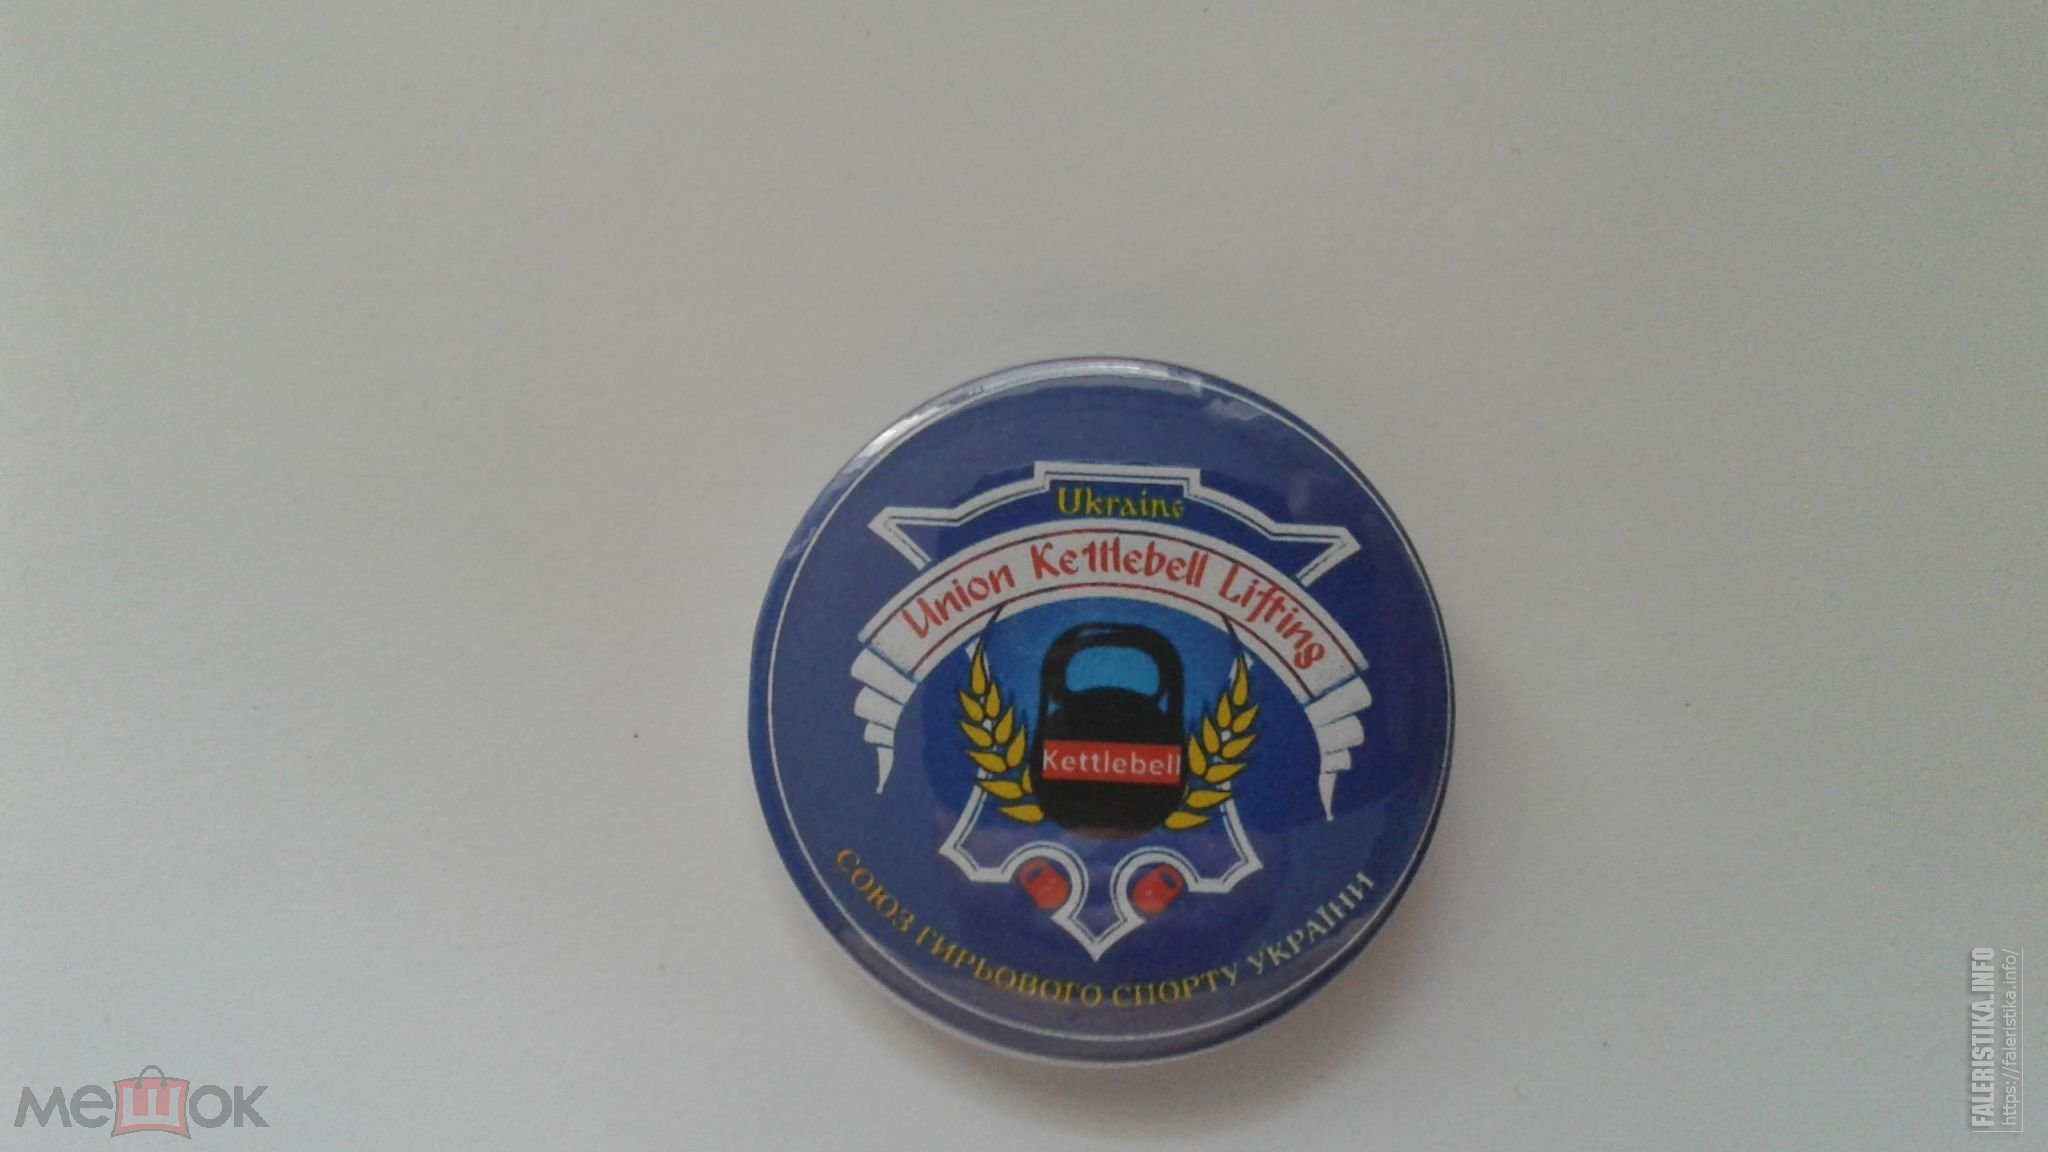 Ukraine
Union Kettlebell Lifting
Kettlebell
СОЮЗ ГИРЬОВОГО СПОРТУ УКРАЇНИ
мешок
FALERISTIKA.INFO
https://faleristika.info/